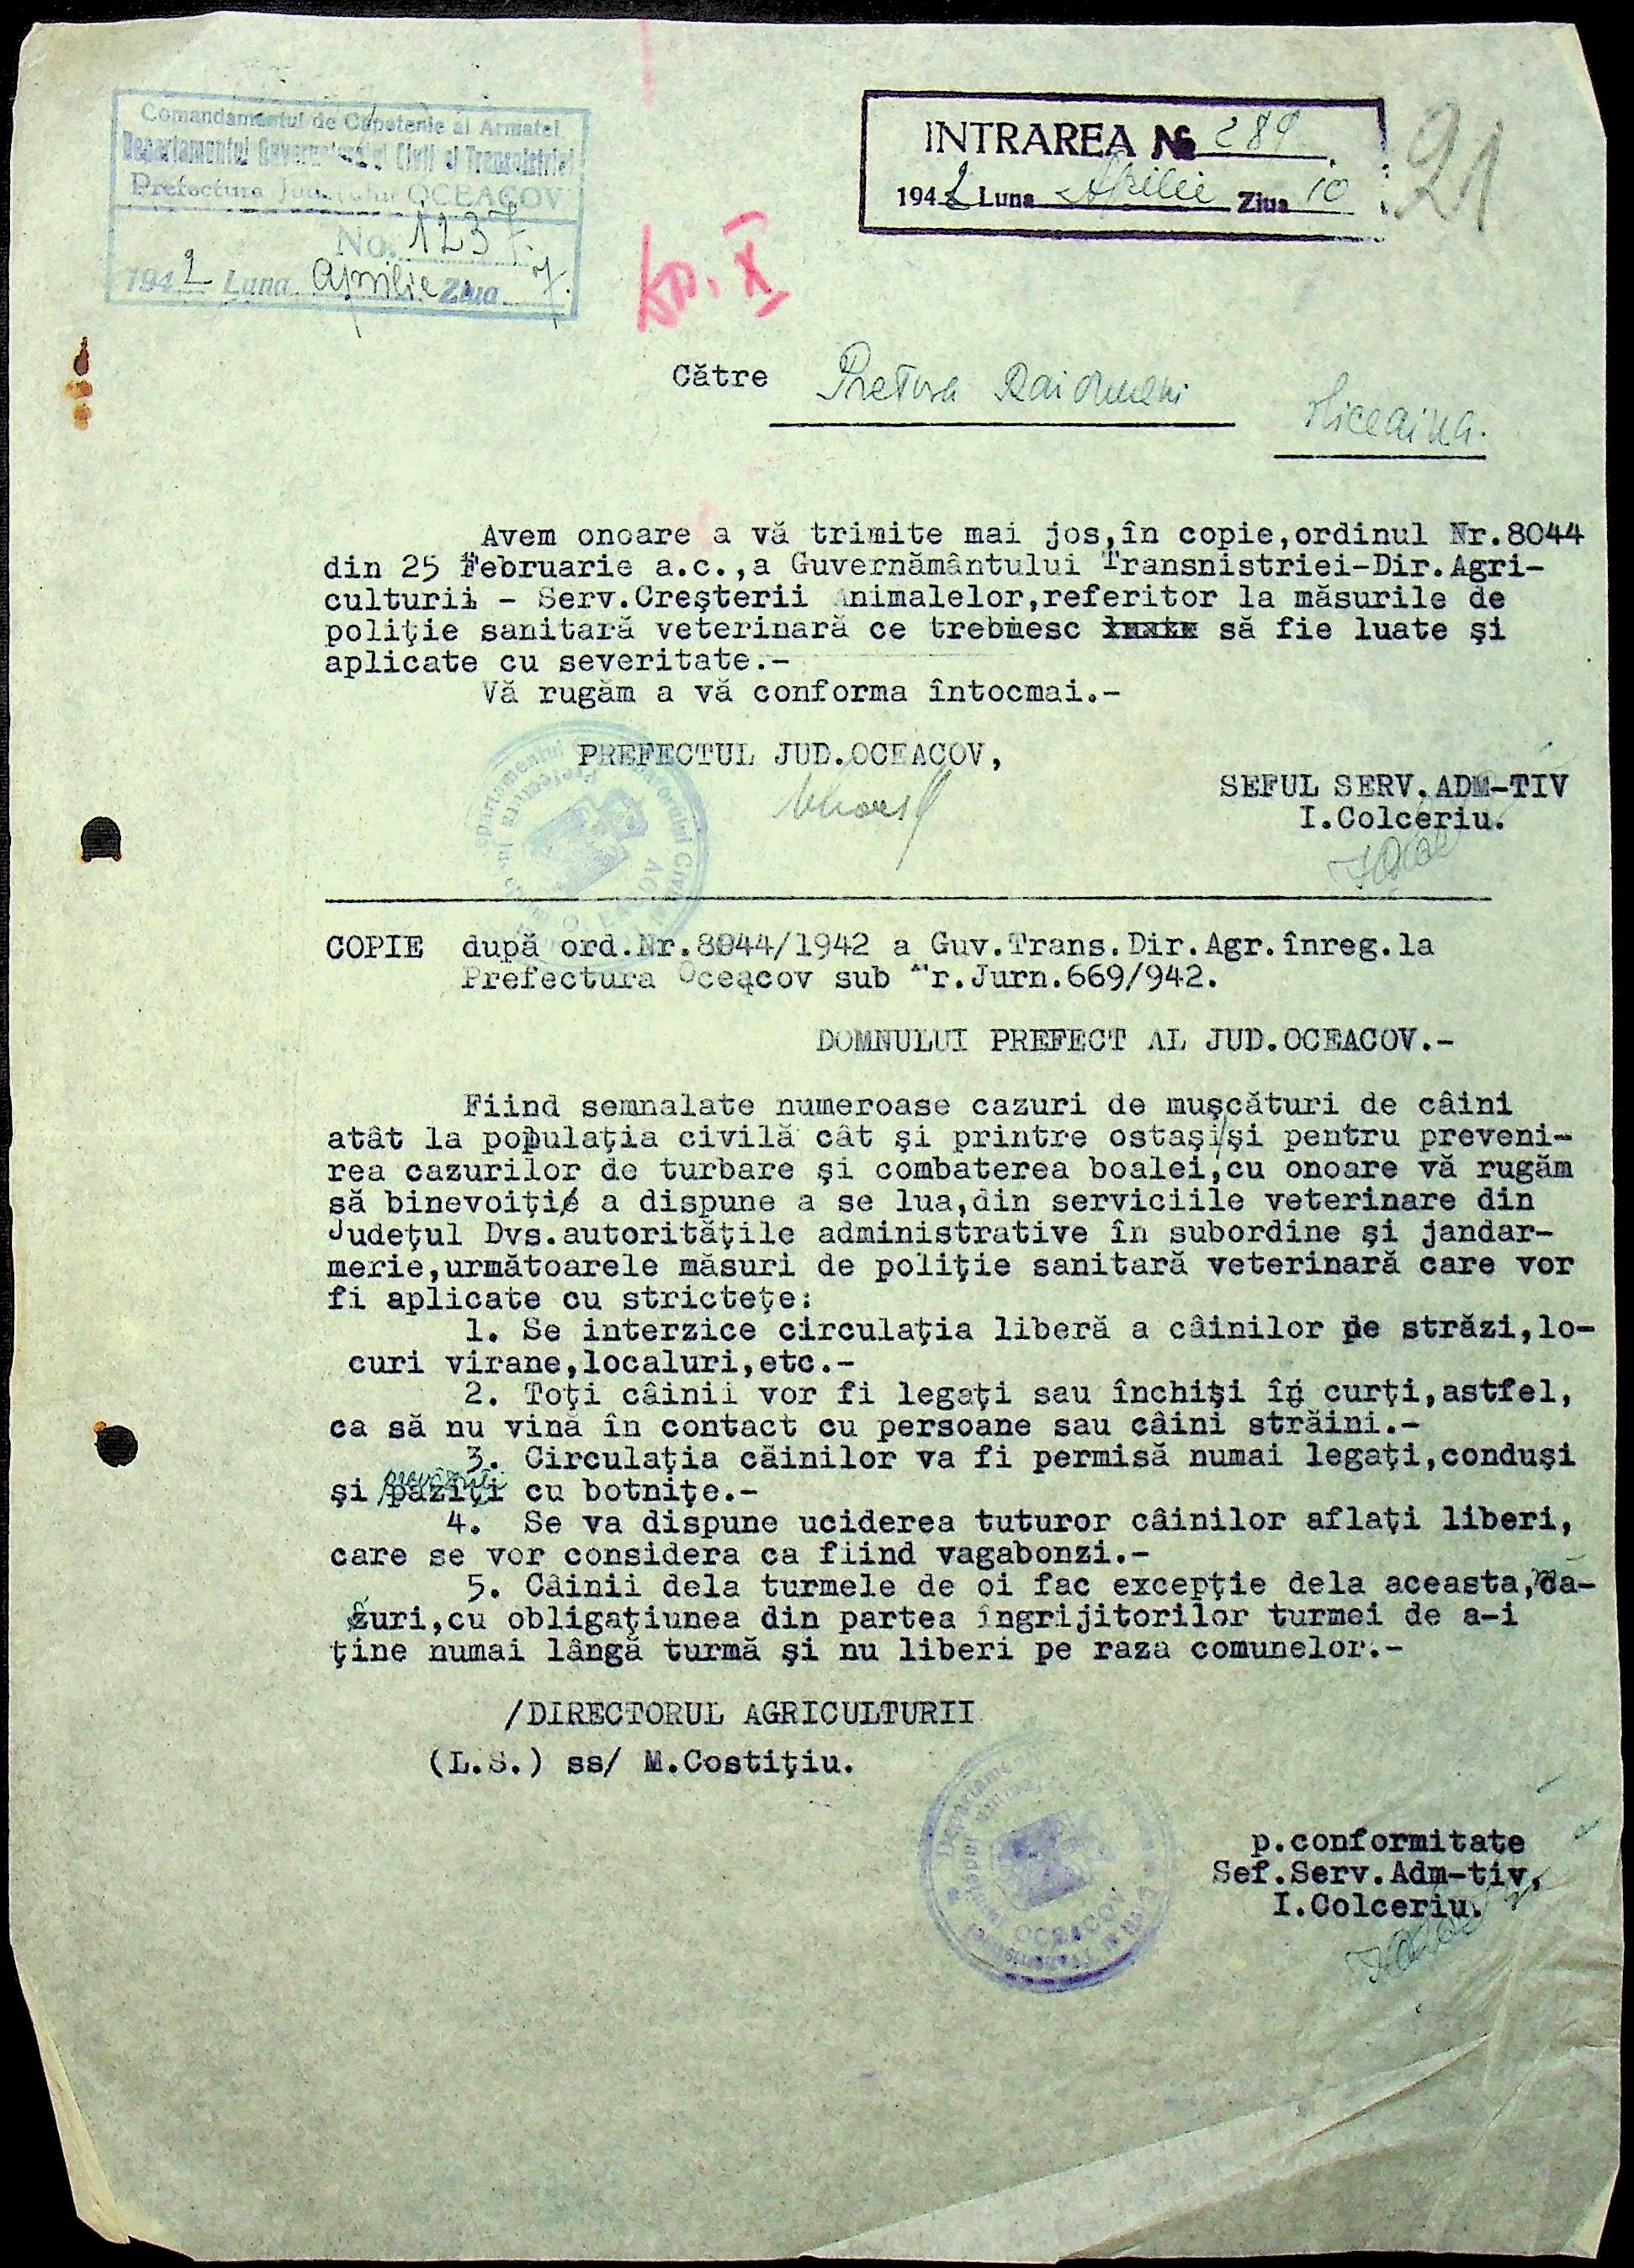 Comandamentul de Căpetenie al Armatei
Departamentul Guvernatorului Civil al Transnistriei
Prefectura Județului OCEACOV
No. 1237.
1942 Luna Aprilie Ziua 7.
INTRAREA No 289
1942 Luna Aprilie Ziua 10
21
X
Către Pretura Raionului
Avem onoare a vă trimite mai jos,în copie,ordinul Nr.8044
din 25 Februarie a.c.,a Guvernământului Transnistriei-Dir.Agri-
culturii - Serv.Creşterii Animalelor,referitor la măsurile de
poliţie sanitară veterinară ce trebuiesc să fie luate şi
aplicate cu severitate.-
Vă rugăm a vă conforma întocmai.-
PREFECTUL JUD.OCEACOV,
SEFUL SERV.ADM-TIV
I.Colceriu.
COPIE după ord.Nr.8044/1942 a Guv.Trans.Dir.Agr.înreg.la
Prefectura Oceacov sub Nr.Jurn.669/942.
DOMNULUI PREFECT AL JUD.OCEACOV.-
Fiind semnalate numeroase cazuri de muşcături de câini
atât la populaţia civilă cât şi printre ostaşi/şi pentru preveni-
rea cazurilor de turbare şi combaterea boalei,cu onoare vă rugăm
să binevoiţi a dispune a se lua,din serviciile veterinare din
Judeţul Dvs.autorităţile administrative în subordine şi jandar-
merie,următoarele măsuri de poliţie sanitară veterinară care vor
fi aplicate cu stricteţe:
1. Se interzice circulaţia liberă a câinilor pe străzi,lo-
curi virane,localuri,etc.-
2. Toţi câinii vor fi legaţi sau închişi în curţi,astfel,
ca să nu vină în contact cu persoane sau câini străini.-
3. Circulaţia câinilor va fi permisă numai legaţi,conduşi
şi păziţi cu botniţe.-
4. Se va dispune uciderea tuturor câinilor aflaţi liberi,
care se vor considera ca fiind vagabonzi.-
5. Câinii dela turmele de oi fac excepţie dela aceasta,ca-
zuri,cu obligaţiunea din partea îngrijitorilor turmei de a-i
ţine numai lângă turmă şi nu liberi pe raza comunelor.-
/DIRECTORUL AGRICULTURII
(L.S.) ss/ M.Costiţiu.
OCEACOV
p.conformitate
Sef.Serv.Adm-tiv,
I.Colceriu.